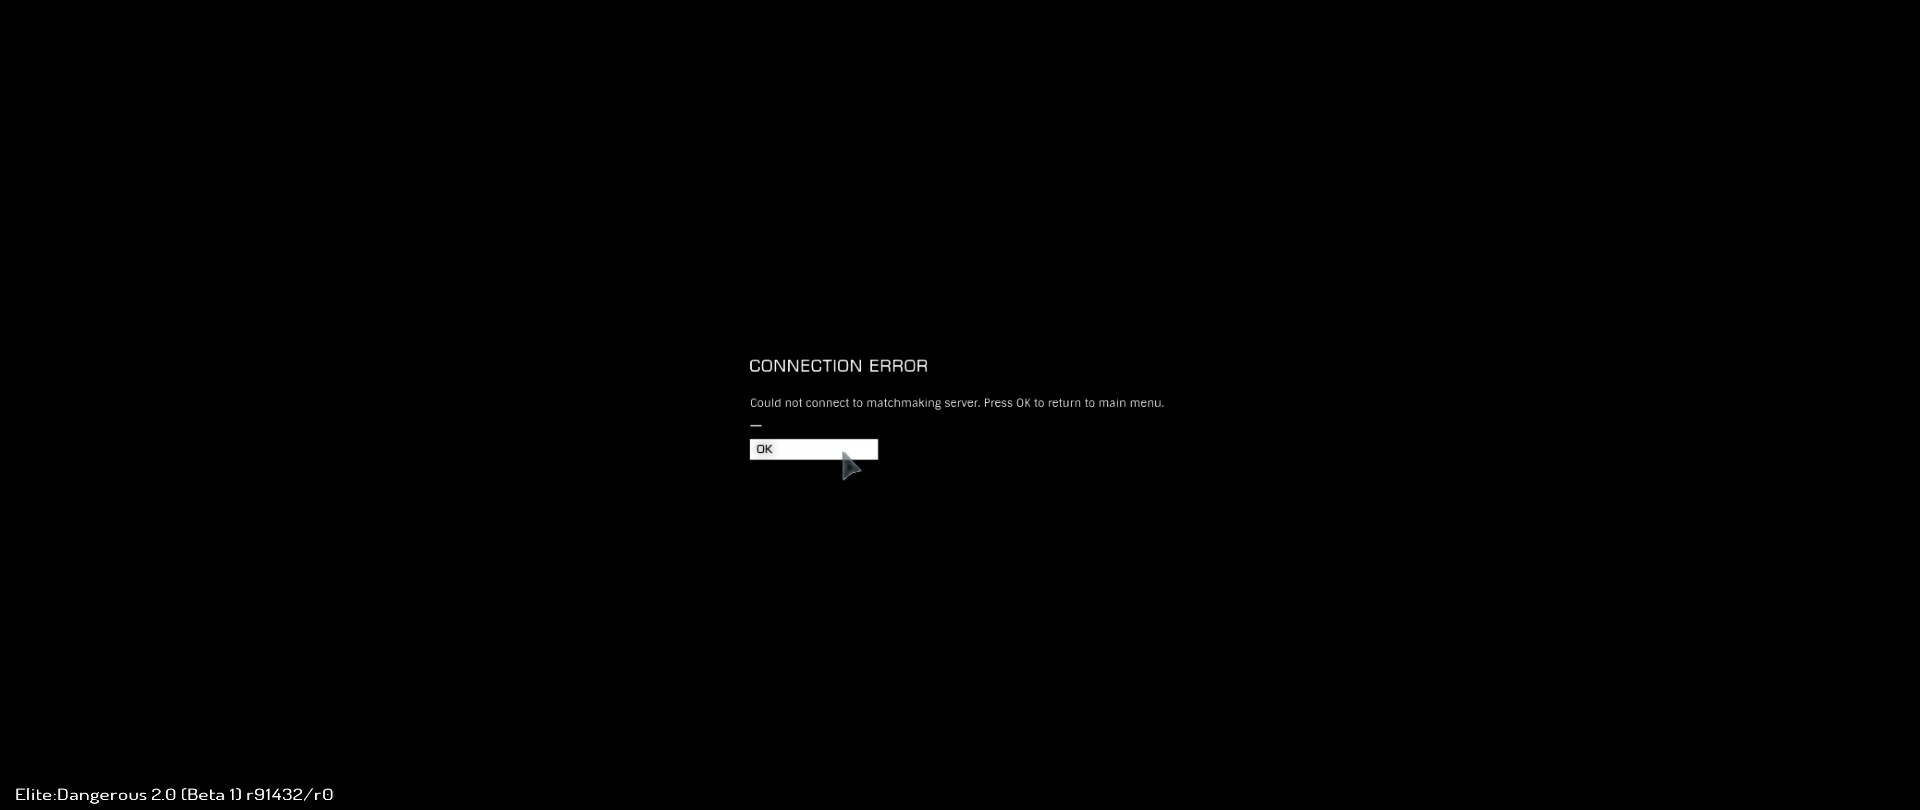 CONNECTION ERROR
Could not connect to matchmaking server. Press OK to return to main menu.
OK
Elite:Dangerous 2.0 (Beta 1) r91432/r0